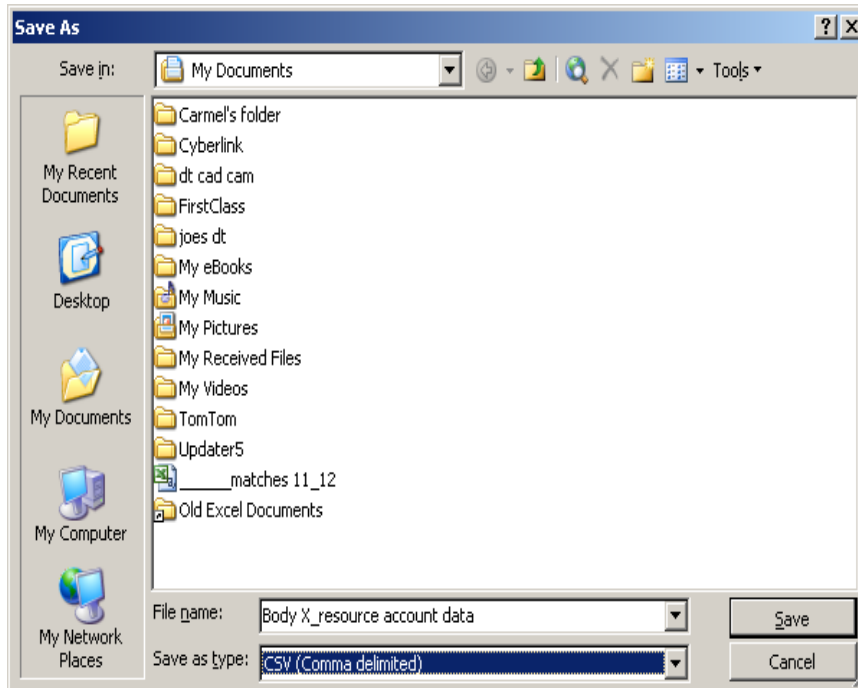 Save As
Save in:
My Documents
Tools
My Recent
Documents
Desktop
My Documents
My Computer
My Network
Places
Carmel's folder
Cyberlink
dt cad cam
FirstClass
joes dt
My eBooks
My Music
My Pictures
My Received Files
My Videos
TomTom
Updater5
______matches 11_12
Old Excel Documents
File name:
Body X_resource account data
Save
Save as type:
CSV (Comma delimited)
Cancel